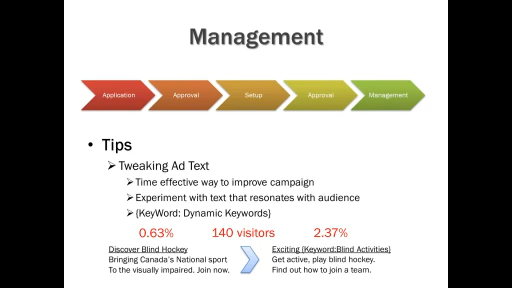 Management
Application Approval Setup Approval Management
• Tips
Tweaking Ad Text
Time effective way to improve campaign
Experiment with text that resonates with audience
{KeyWord: Dynamic Keywords}
0.63% 140 visitors 2.37%
Discover Blind Hockey
Bringing Canada's National sport
To the visually impaired. Join now.
Exciting {Keyword:Blind Activities}
Get active, play blind hockey.
Find out how to join a team.